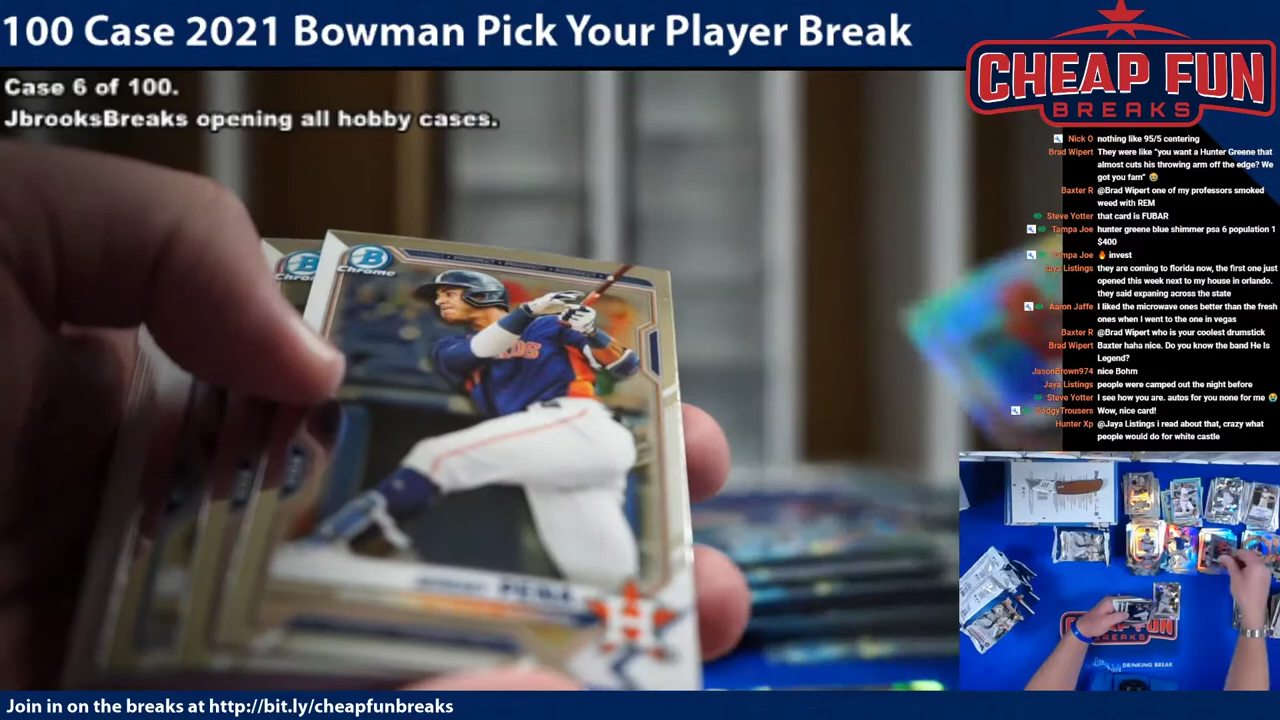 100 Case 2021 Bowman Pick Your Player Break
Case 6 of 100.
JbrooksBreaks opening all hobby cases.
CHEAP FUN
BREAKS
Nick O nothing like 95/5 centering
Brad Wipert They were like "you want a Hunter Greene that
almost cuts his throwing arm off the edge? We
got you fam" 😂
Baxter R @Brad Wipert one of my professors smoked
weed with REM
Steve Yotter that card is FUBAR
Tampa Joe hunter greene blue shimmer psa 6 population 1
$400
Tampa Joe 🔥 invest
Jaya Listings they are coming to florida now, the first one just
opened this week next to my house in orlando.
they said expaning across the state
Aaron Jaffe I liked the microwave ones better than the fresh
ones when I went to the one in vegas
Baxter R @Brad Wipert who is your coolest drumstick
Brad Wipert Baxter haha nice. Do you know the band He Is
Legend?
JasonBrown974 nice Bohm
Jaya Listings people were camped out the night before
Steve Yotter I see how you are. autos for you none for me 😭
DodgyTrousers Wow, nice card!
Hunter Xp @Jaya Listings i read about that, crazy what
people would do for white castle
B
Chrome
B
Chrome
PEÑA
H
CHEAP FUN
BREAKS
DRINKING BREAK
Join in on the breaks at http://bit.ly/cheapfunbreaks